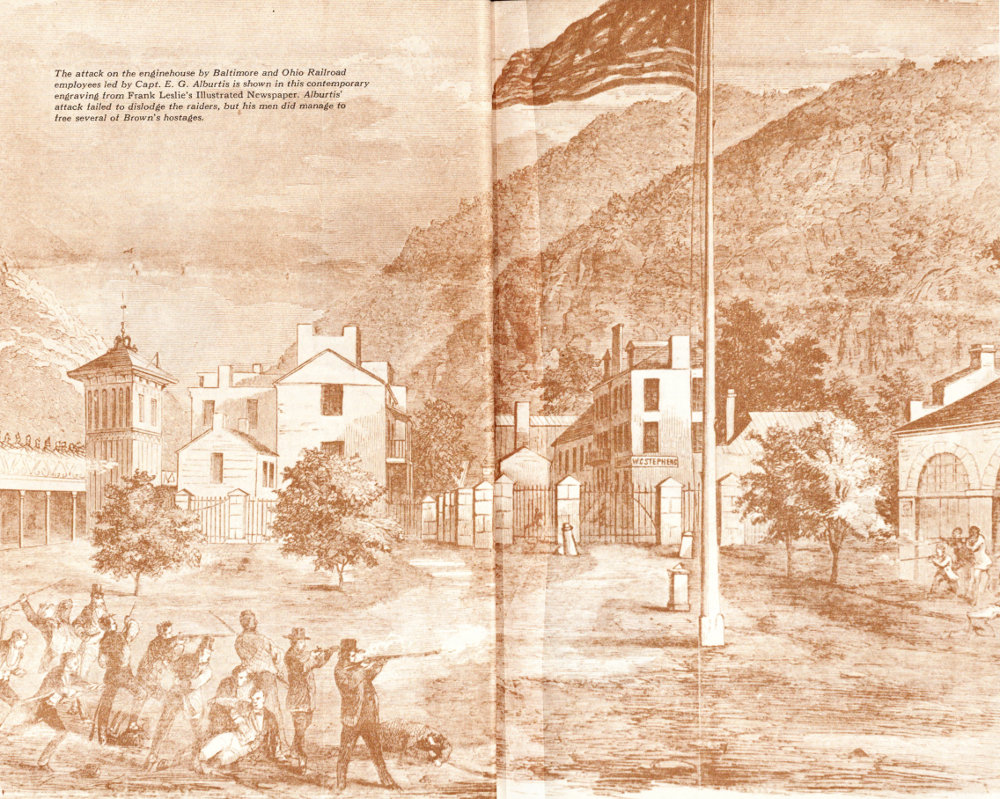 The attack on the enginehouse by Baltimore and Ohio Railroad
employees led by Capt. E. G. Alburtis is shown in this contemporary
engraving from Frank Leslie's Illustrated Newspaper. Alburtis'
attack failed to dislodge the raiders, but his men did manage to
free several of Brown's hostages.
W.C STEPHENS